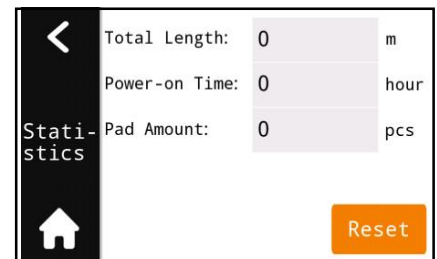 Total Length: 0 m
Power-on Time: 0 hour
Pad Amount: 0 pcs
Stati-
stics
Reset